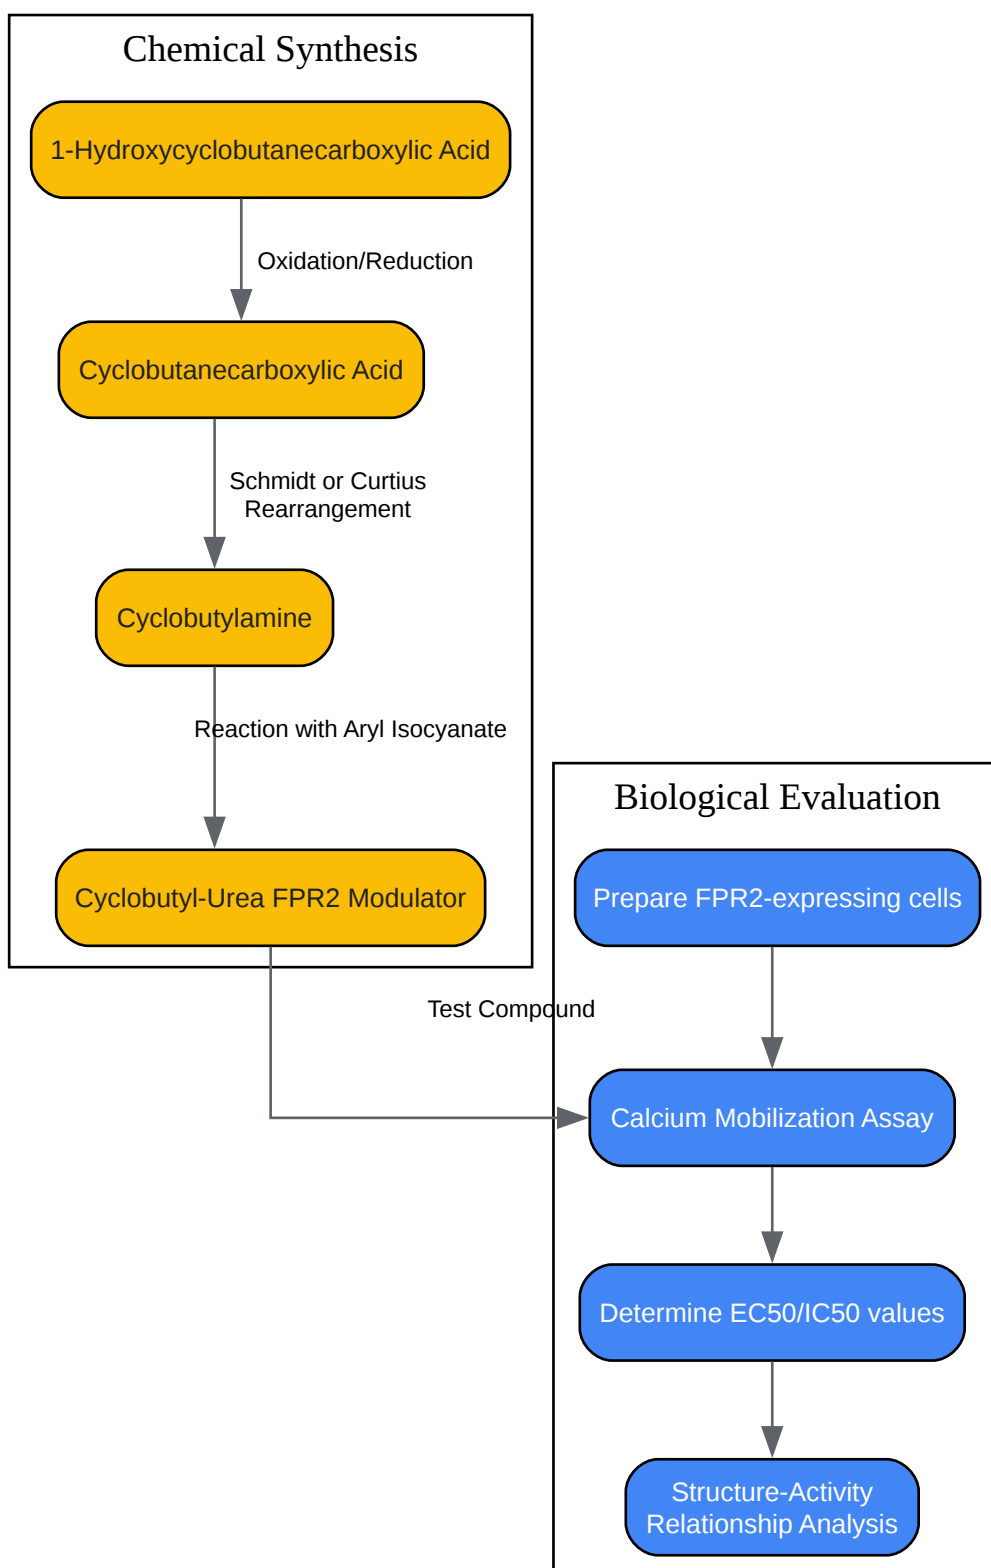 Chemical Synthesis
1-Hydroxycyclobutanecarboxylic Acid
Oxidation/Reduction
Cyclobutanecarboxylic Acid
Schmidt or Curtius
Rearrangement
Cyclobutylamine
Reaction with Aryl Isocyanate
Cyclobutyl-Urea FPR2 Modulator
Test Compound
Biological Evaluation
Prepare FPR2-expressing cells
Calcium Mobilization Assay
Determine EC50/IC50 values
Structure-Activity
Relationship Analysis